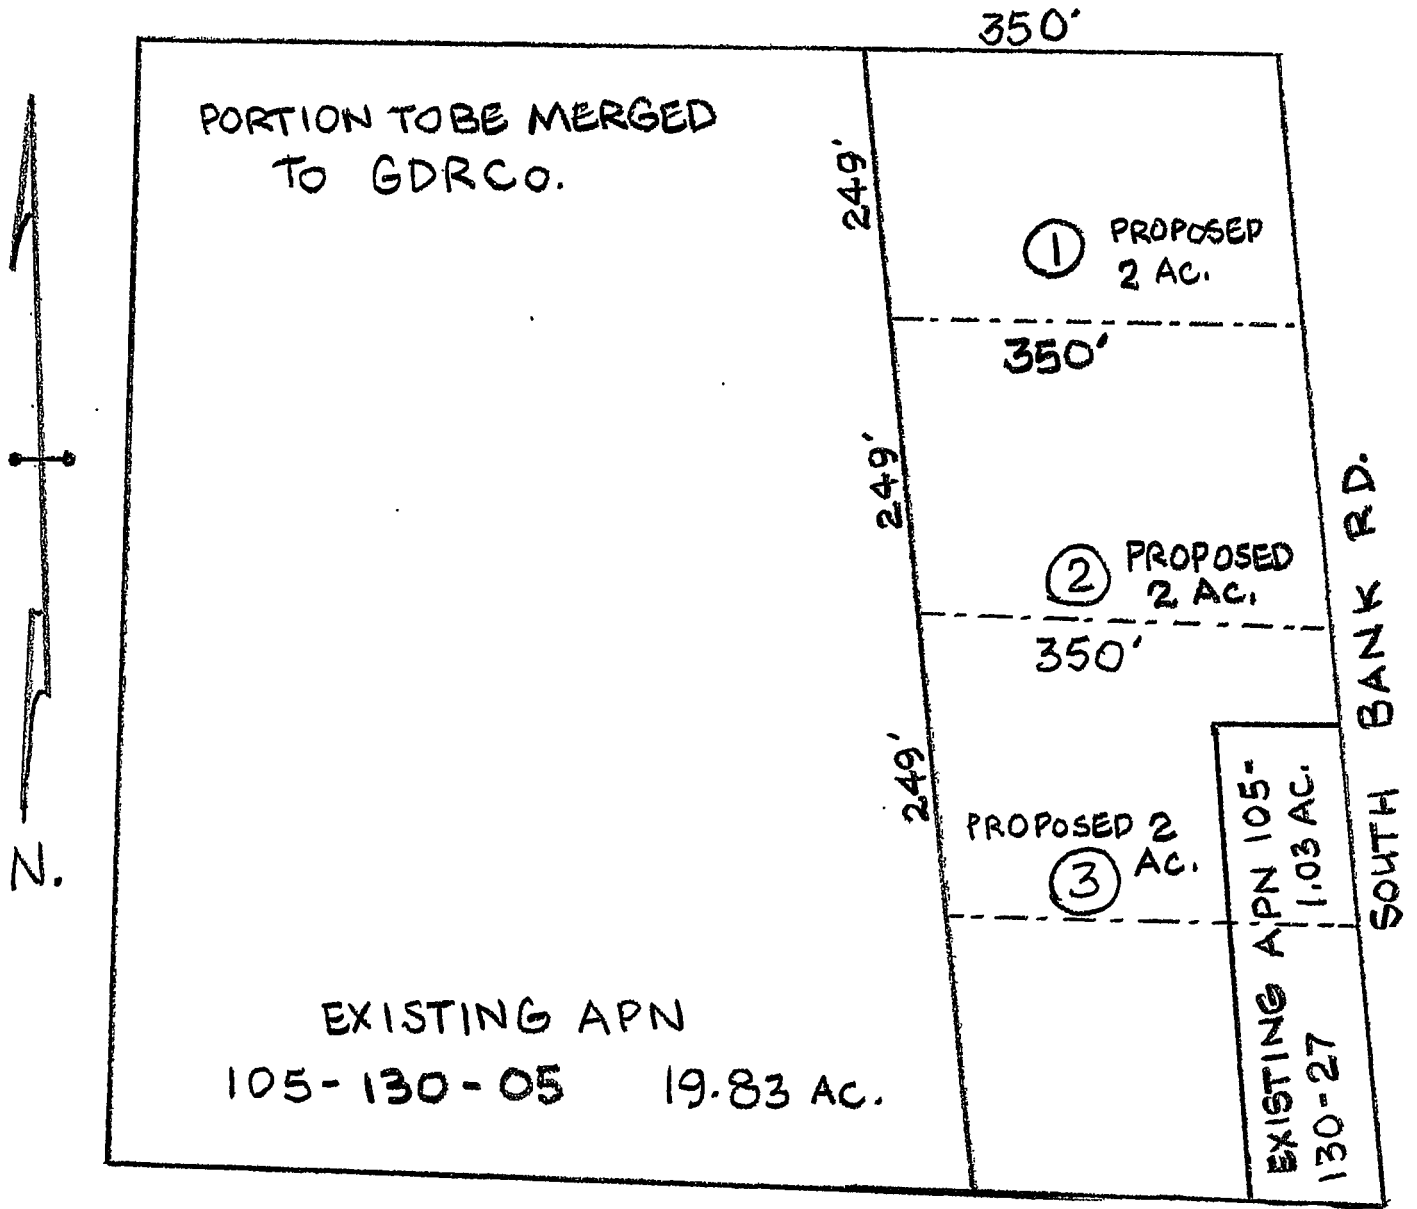 350'
PORTION TO BE MERGED
TO GDRCo.
249'
1 PROPOSED
2 AC.
350'
249'
2 PROPOSED
2 AC.
350'
249'
PROPOSED 2
3 AC.
SOUTH BANK RD.
EXISTING APN 105-
130-27 1.03 AC.
N.
EXISTING APN
105-130-05 19.83 AC.